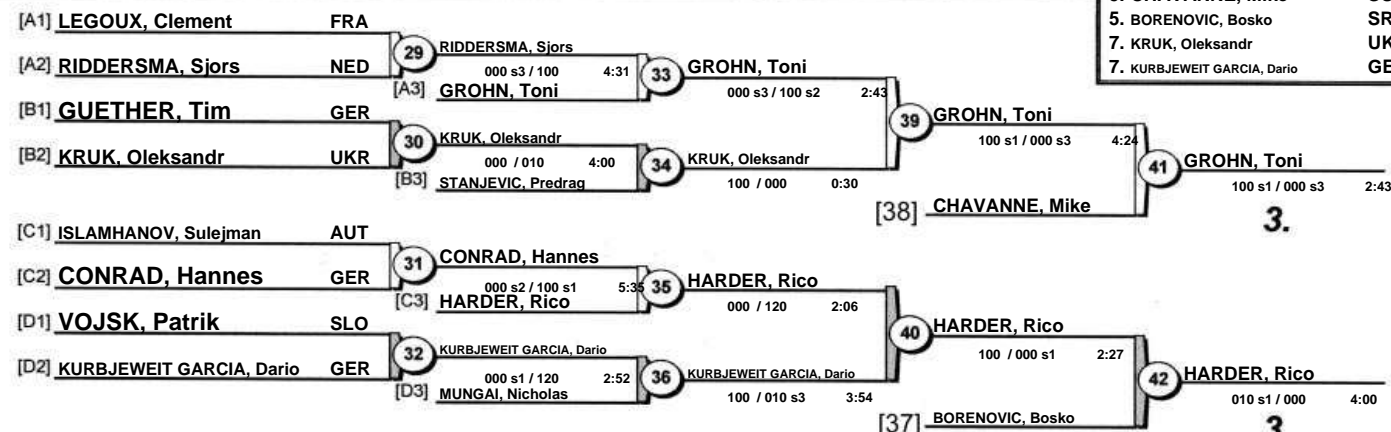 5. BORENOVIC, Bosko
7. KRUK, Oleksandr
7. KURBJEWEIT GARCIA, Dario
[A1] LEGOUX, Clement FRA
29
RIDDERSMA, Sjors
[A2] RIDDERSMA, Sjors NED
000 s3 / 100 4:31
33
GROHN, Toni
[A3] GROHN, Toni
000 s3 / 100 s2 2:43
[B1] GUETHER, Tim GER
39
GROHN, Toni
30
KRUK, Oleksandr
100 s1 / 000 s3 4:24
[B2] KRUK, Oleksandr UKR
000 / 010 4:00
34
KRUK, Oleksandr
41
GROHN, Toni
[B3] STANJEVIC, Predrag
100 / 000 0:30
100 s1 / 000 s3 2:43
[38] CHAVANNE, Mike
3.
[C1] ISLAMHANOV, Sulejman AUT
31
CONRAD, Hannes
[C2] CONRAD, Hannes GER
000 s2 / 100 s1 5:35
35
HARDER, Rico
[C3] HARDER, Rico
000 / 120 2:06
[D1] VOJSK, Patrik SLO
40
HARDER, Rico
32
KURBJEWEIT GARCIA, Dario
100 / 000 s1 2:27
[D2] KURBJEWEIT GARCIA, Dario GER
000 s1 / 120 2:52
36
KURBJEWEIT GARCIA, Dario
42
HARDER, Rico
[D3] MUNGAI, Nicholas
100 / 010 s3 3:54
010 s1 / 000 4:00
[37] BORENOVIC, Bosko
3